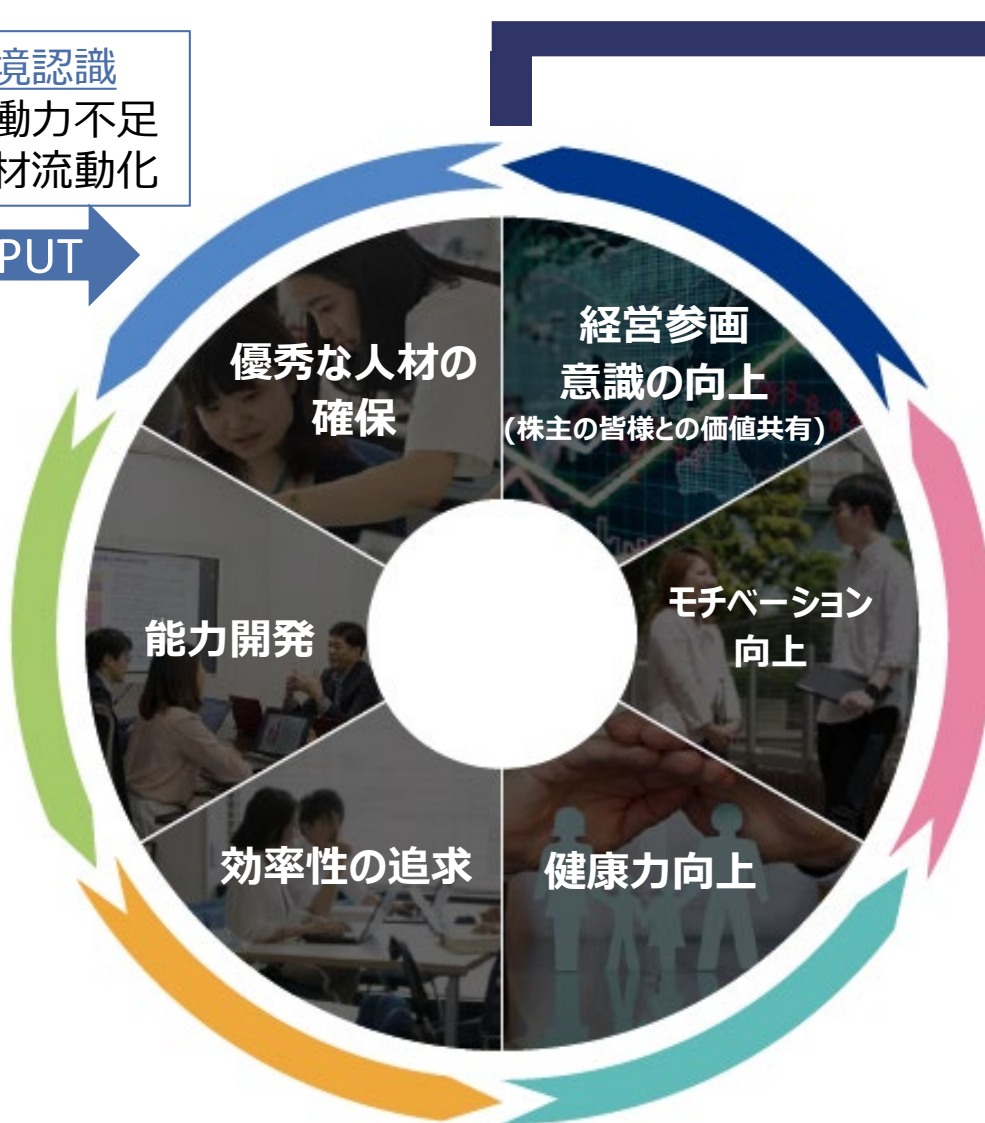 境認識
動力不足
材流動化
PUT
優秀な人材の
確保
経営参画
意識の向上
(株主の皆様との価値共有)
能力開発
モチベーション
向上
効率性の追求
健康力向上